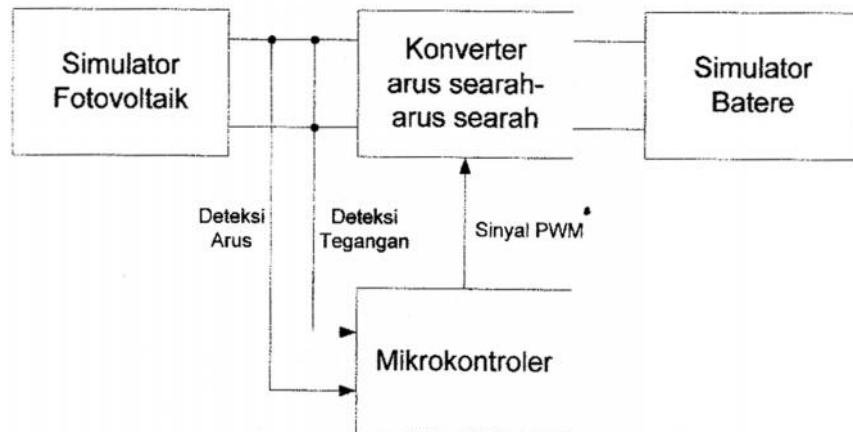 Simulator
Fotovoltaik
Konverter
arus searah-
arus searah
Simulator
Batere
Deteksi
Arus
Deteksi
Tegangan
Sinyal PWM
Mikrokontroler